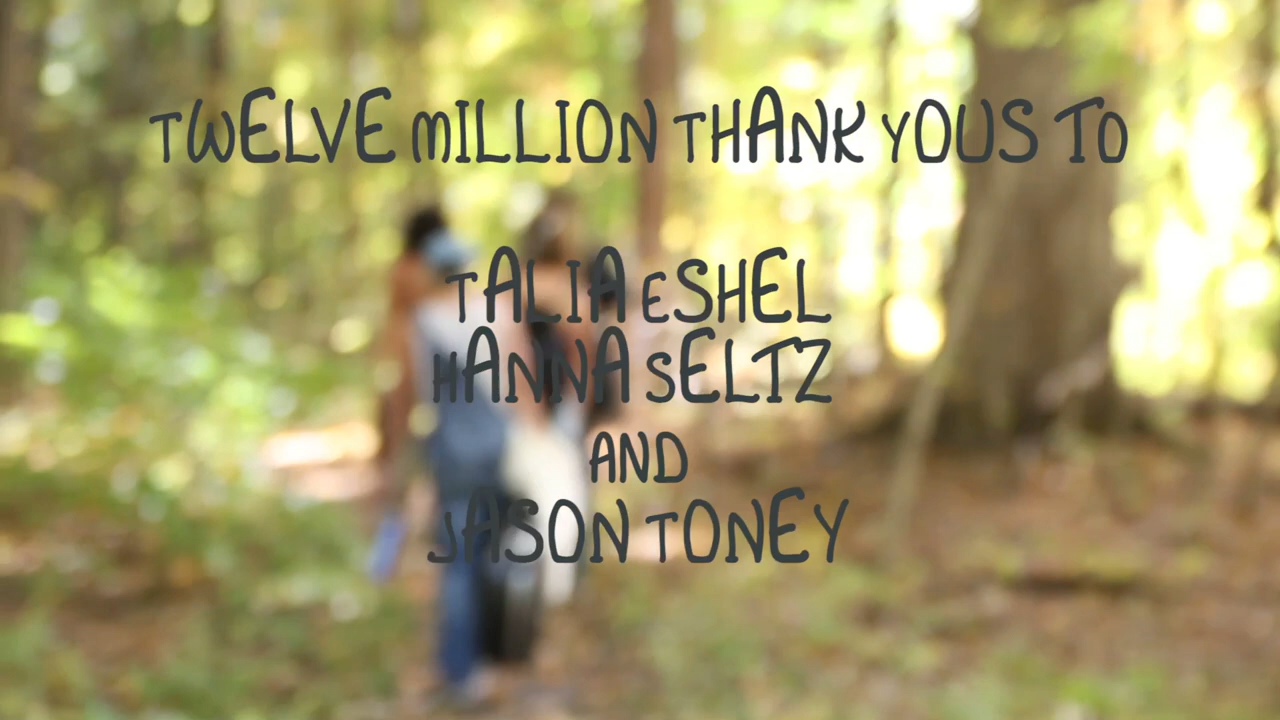 TWELVE MILLION THANK YOUS TO
TALIA ESHEL
HANNA SELTZ
AND
JASON TONEY